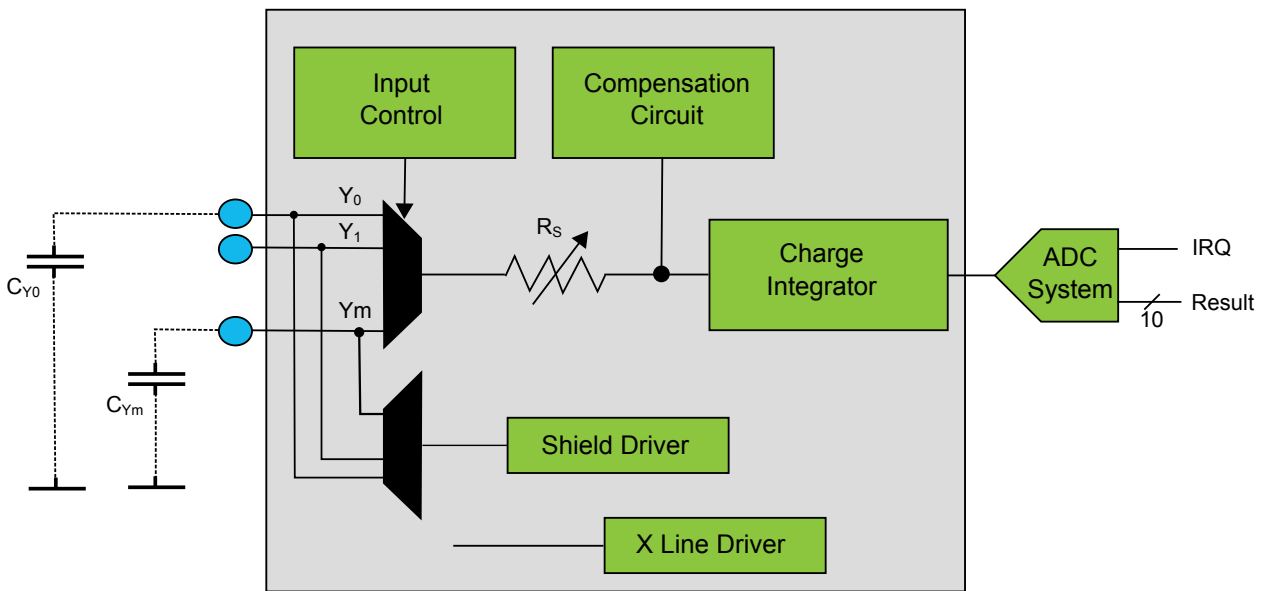 Input
Control
Compensation
Circuit
Y0
Y1
Ym
RS
Charge
Integrator
ADC
System
IRQ
Result
10
CY0
CYm
Shield Driver
X Line Driver